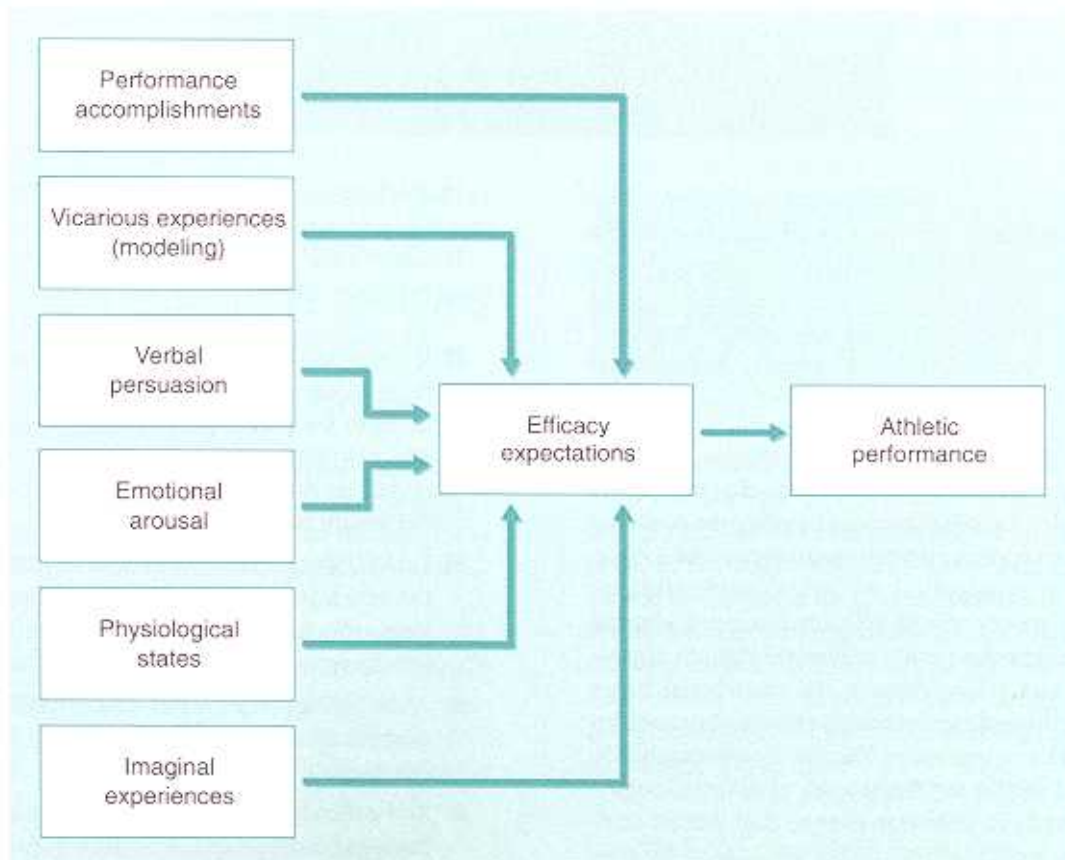 Performance
accomplishments
Vicarious experiences
(modeling)
Verbal
persuasion
Emotional
arousal
Physiological
states
Imaginal
experiences
Efficacy
expectations
Athletic
performance